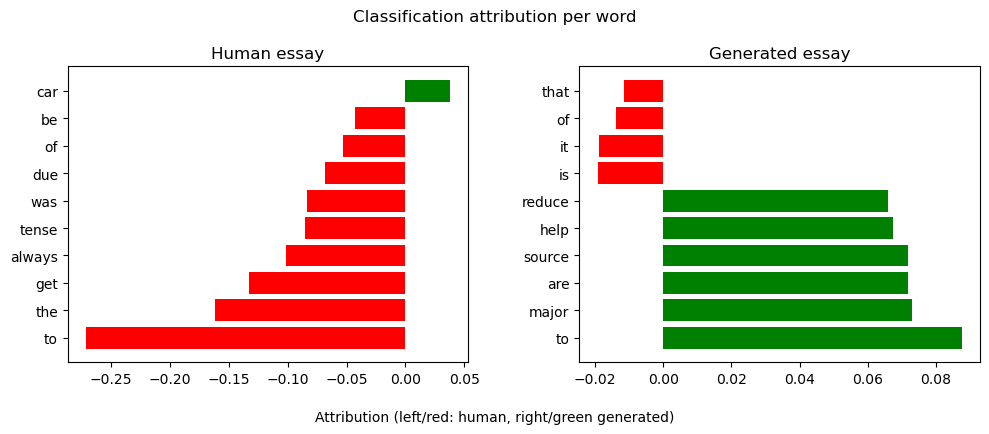 Classification attribution per word
Human essay
car
be
of
due
was
tense
always
get
the
to
−0.25 −0.20 −0.15 −0.10 −0.05 0.00 0.05
Generated essay
that
of
it
is
reduce
help
source
are
major
to
−0.02 0.00 0.02 0.04 0.06 0.08
Attribution (left/red: human, right/green generated)